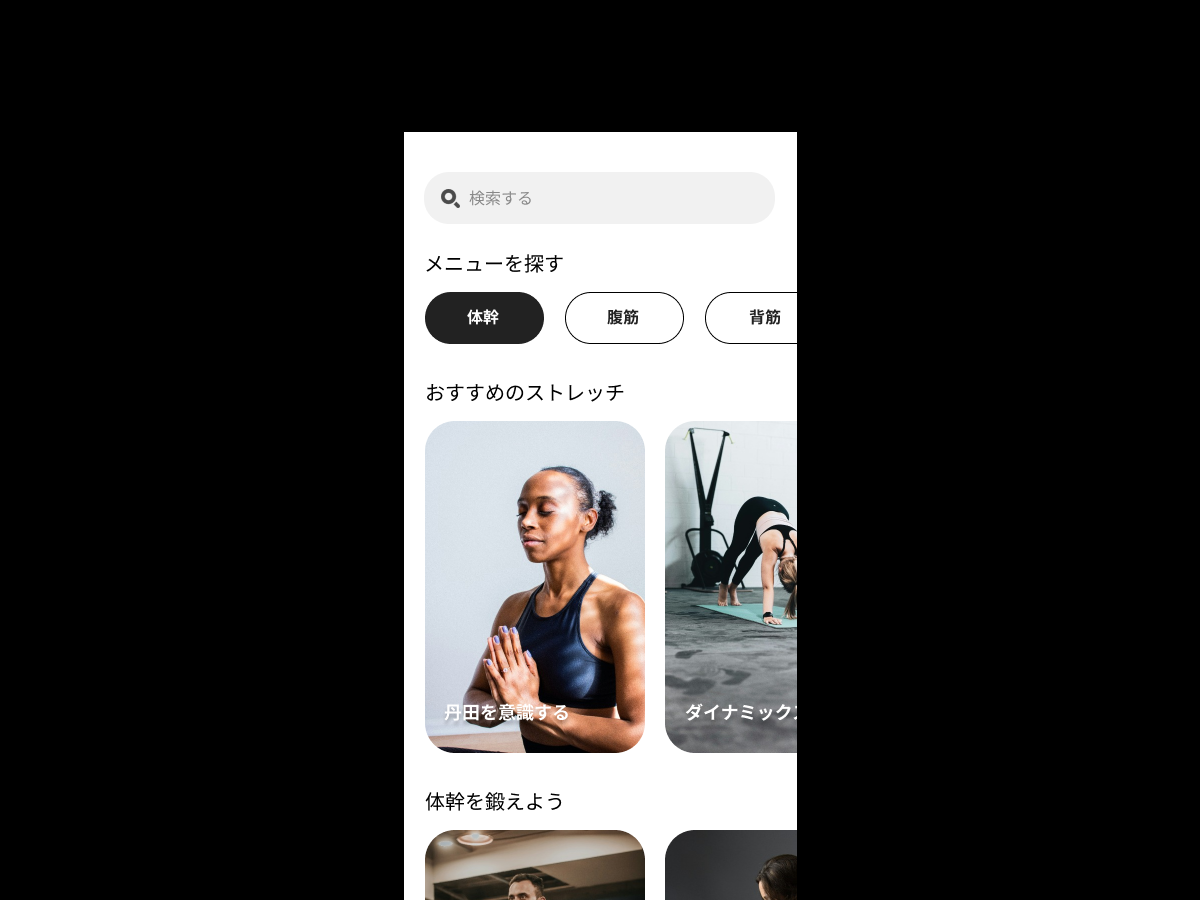 検索する
メニューを探す
体幹
腹筋
背筋
おすすめのストレッチ
丹田を意識する
ダイナミック
体幹を鍛えよう